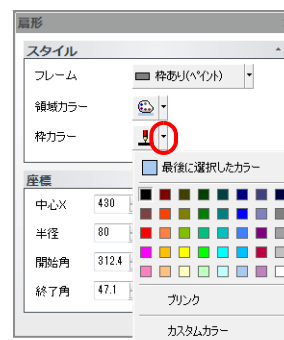 扇形
スタイル
フレーム
枠あり(ペイント)
領域カラー
枠カラー
最後に選択したカラー
座標
中心X 430
半径 80
開始角 312.4
終了角 47.1
ブリンク
カスタムカラー